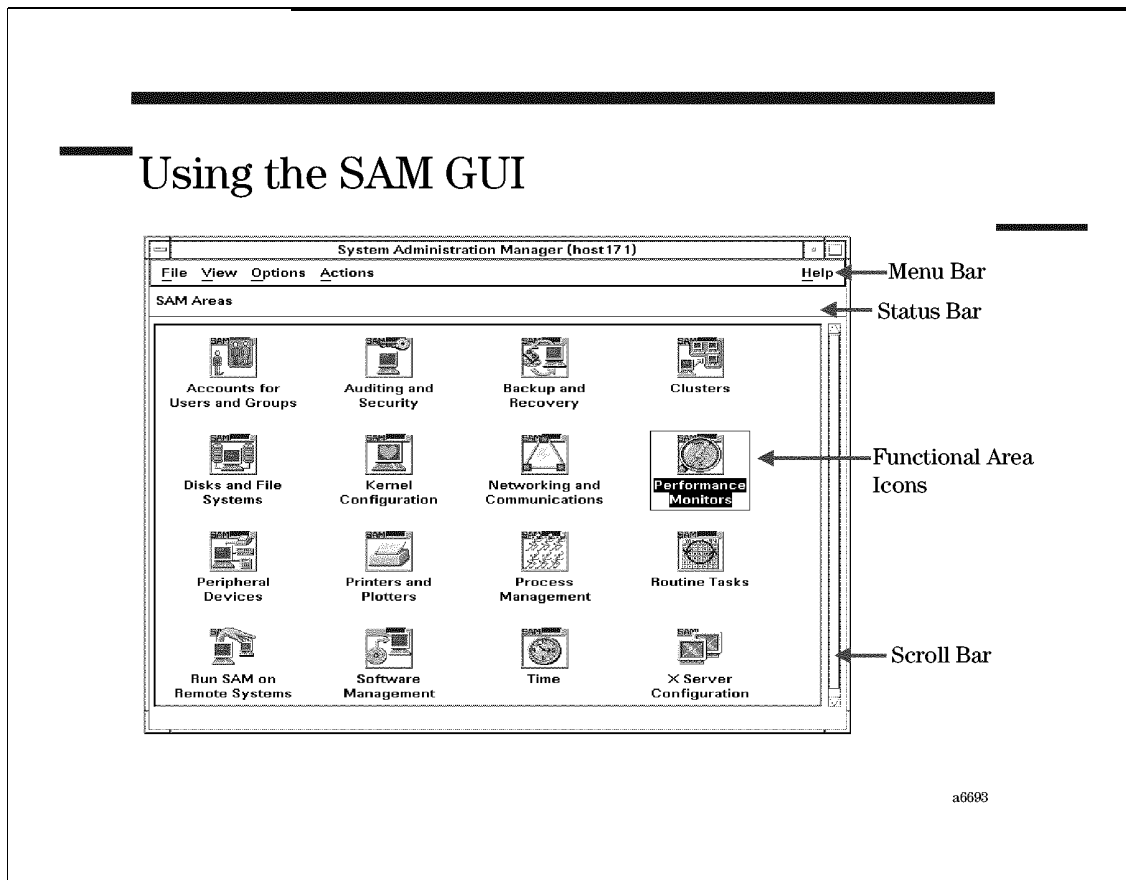 Using the SAM GUI
System Administration Manager (host171)
File View Options Actions Help
Menu Bar
SAM Areas
Status Bar
Accounts for
Users and Groups
Auditing and
Security
Backup and
Recovery
Clusters
Disks and File
Systems
Kernel
Configuration
Networking and
Communications
Performance
Monitors
Functional Area
Icons
Peripheral
Devices
Printers and
Plotters
Process
Management
Routine Tasks
Run SAM on
Remote Systems
Software
Management
Time
X Server
Configuration
Scroll Bar
a6693